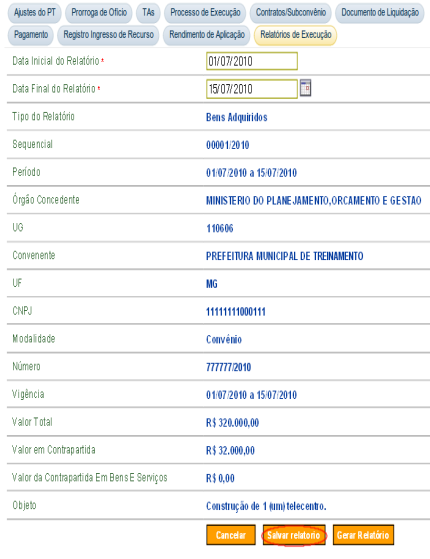 Ajustes do PT Prorroga de Ofício TAs Processo de Execução Contratos/Subconvênio Documento de Liquidação
Pagamento Registro Ingresso de Recurso Rendimento de Aplicação Relatórios de Execução
Data Inicial do Relatório * 01/07/2010
Data Final do Relatório * 15/07/2010
Tipo do Relatório Bens Adquiridos
Sequencial 00001/2010
Período 01/07/2010 a 15/07/2010
Órgão Concedente MINISTERIO DO PLANEJAMENTO,ORCAMENTO E GESTAO
UG 110606
Convenente PREFEITURA MUNICIPAL DE TREINAMENTO
UF MG
CNPJ 11111111000111
Modalidade Convênio
Número 777777/2010
Vigência 01/07/2010 a 15/07/2010
Valor Total R$ 320.000,00
Valor em Contrapartida R$ 32.000,00
Valor da Contrapartida Em Bens E Serviços R$ 0,00
Objeto Construção de 1 (um) telecentro.
Cancelar Salvar relatorio Gerar Relatório